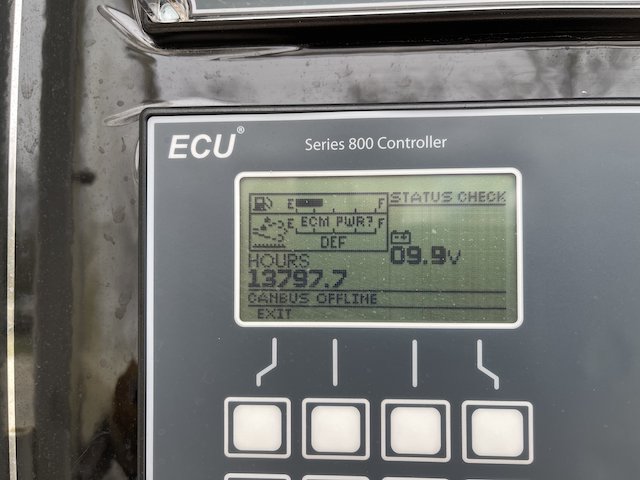 ECU®
Series 800 Controller
E F
STATUS CHECK
E ECM PWR? F
DEF
09.9V
HOURS
13797.7
CANBUS OFFLINE
EXIT